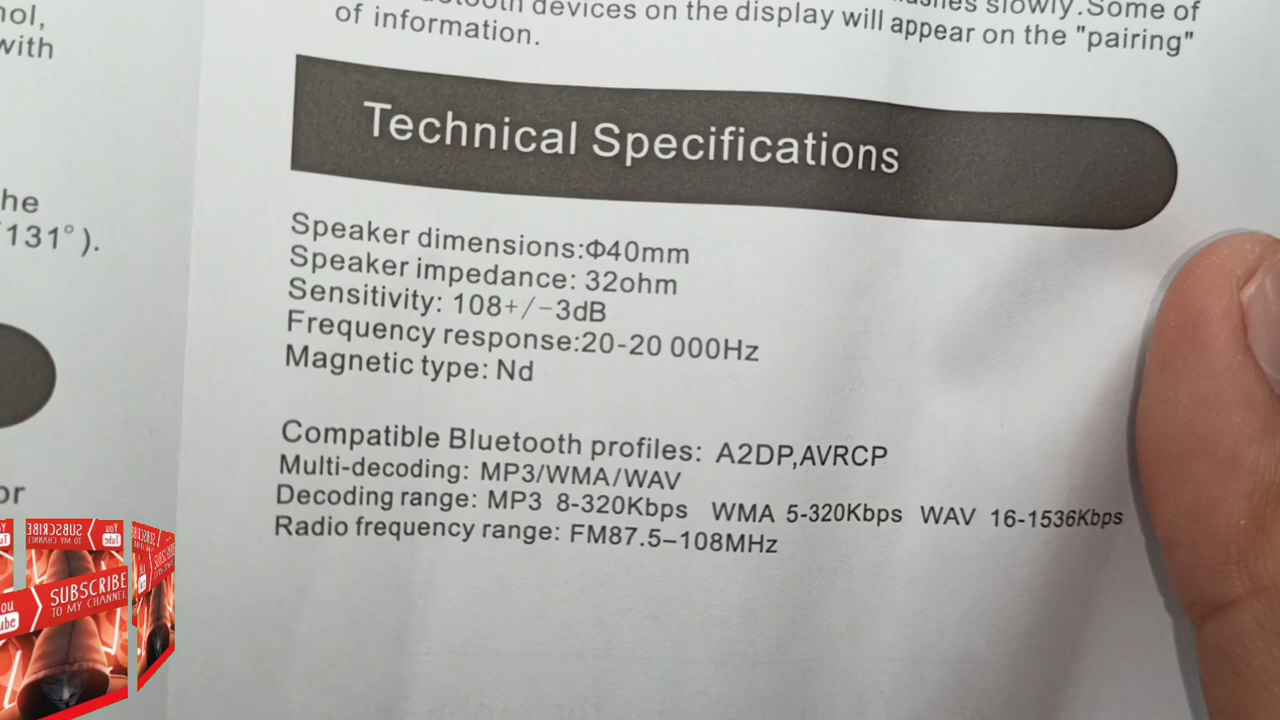 nol,
with
he
131°).
or
devices on the display will appear on the "pairing"
slowly.Some of
of information.
Technical Specifications
Speaker dimensions:Φ40mm
Speaker impedance: 32ohm
Sensitivity: 108+/-3dB
Frequency response:20-20 000Hz
Magnetic type: Nd
Compatible Bluetooth profiles: A2DP,AVRCP
Multi-decoding: MP3/WMA/WAV
Decoding range: MP3 8-320Kbps WMA 5-320Kbps WAV 16-1536Kbps
Radio frequency range: FM87.5–108MHz
SUBSCRIBE
TO MY CHANNEL